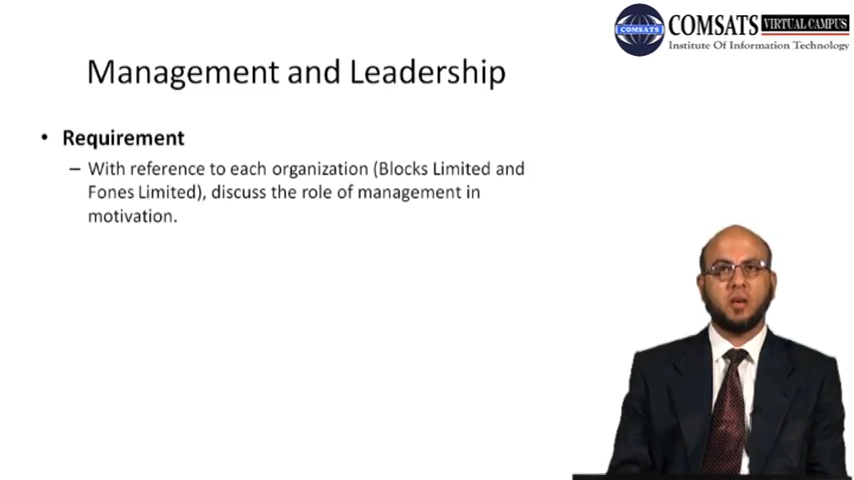 COMSATS VIRTUAL CAMPUS
COMSATS
Institute Of Information Technology
Management and Leadership
• Requirement
– With reference to each organization (Blocks Limited and
Fones Limited), discuss the role of management in
motivation.